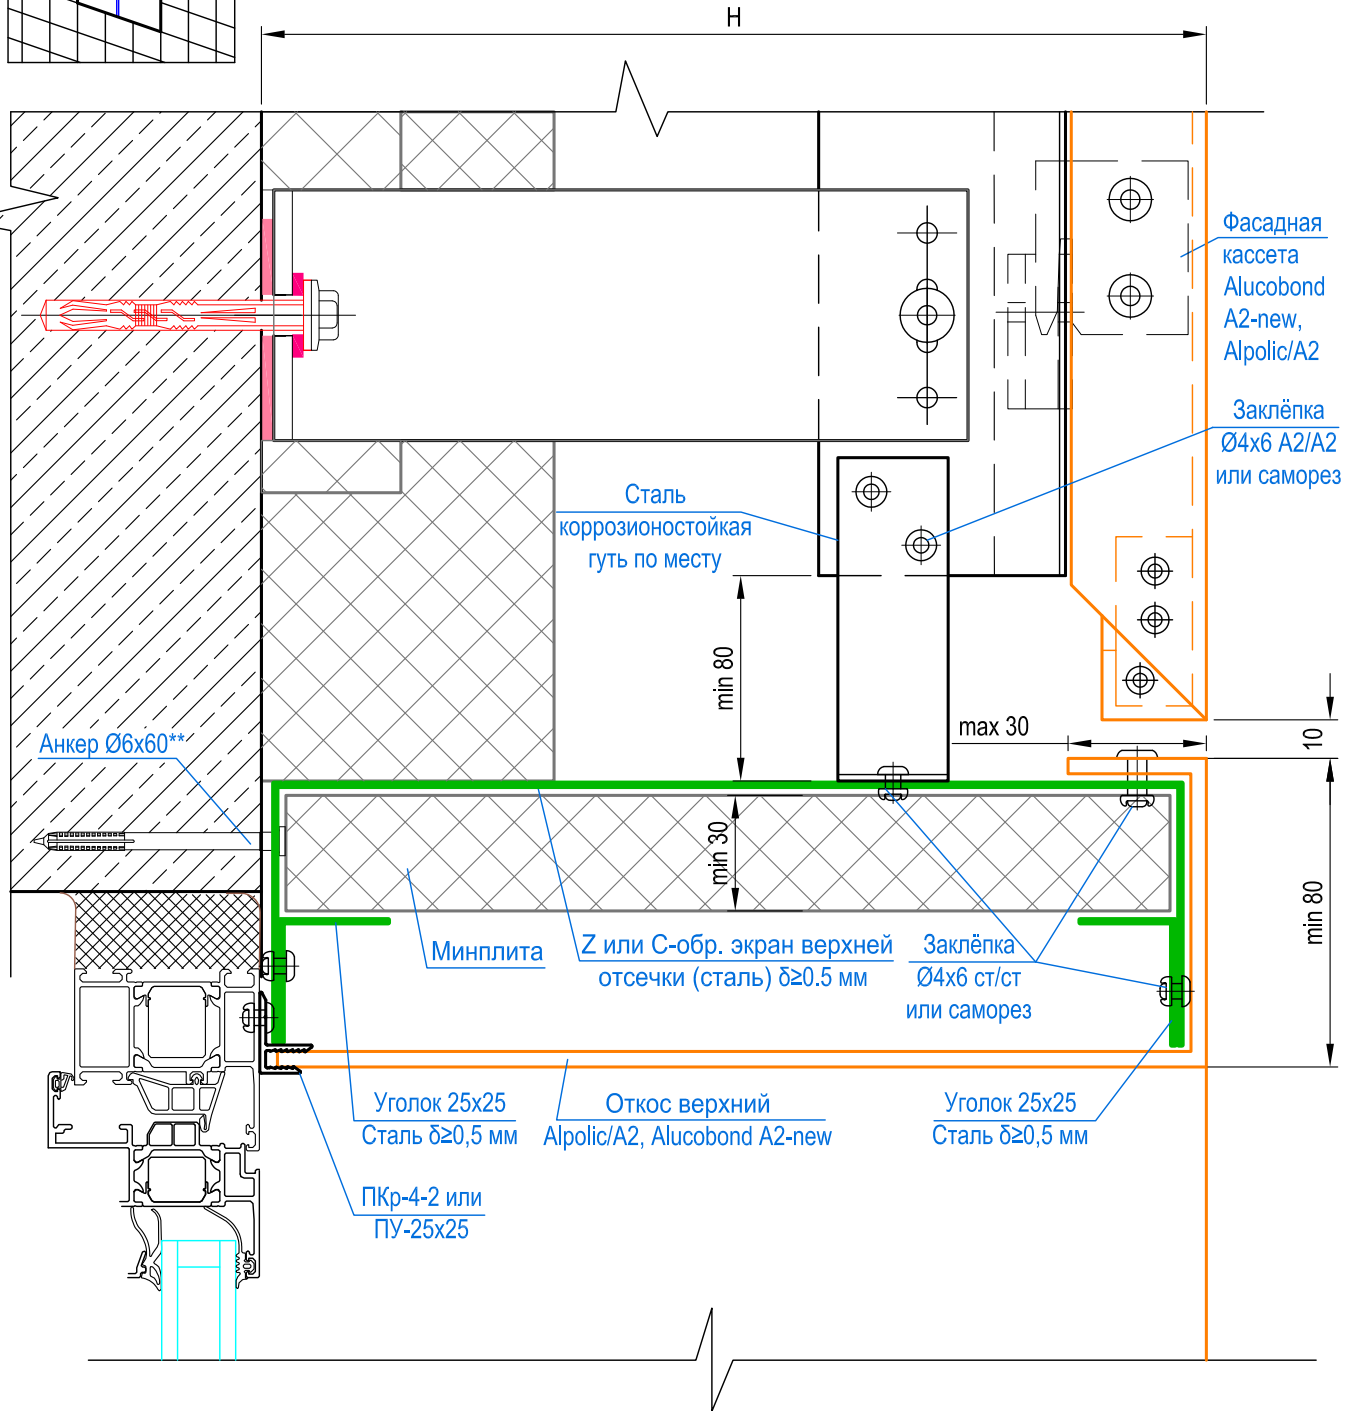 H
Фасадная
кассета
Alucobond
A2-new,
Alpolic/A2
Заклёпка
Ø4x6 A2/A2
или саморез
Сталь
коррозионостойкая
гуть по месту
min 80
max 30
10
Анкер Ø6x60**
min 30
min 80
Минплита
Z или С-обр. экран верхней
отсечки (сталь) δ≥0.5 мм
Заклёпка
Ø4x6 ст/ст
или саморез
Уголок 25x25
Сталь δ≥0,5 мм
Откос верхний
Alpolic/A2, Alucobond A2-new
Уголок 25x25
Сталь δ≥0,5 мм
ПКр-4-2 или
ПУ-25x25